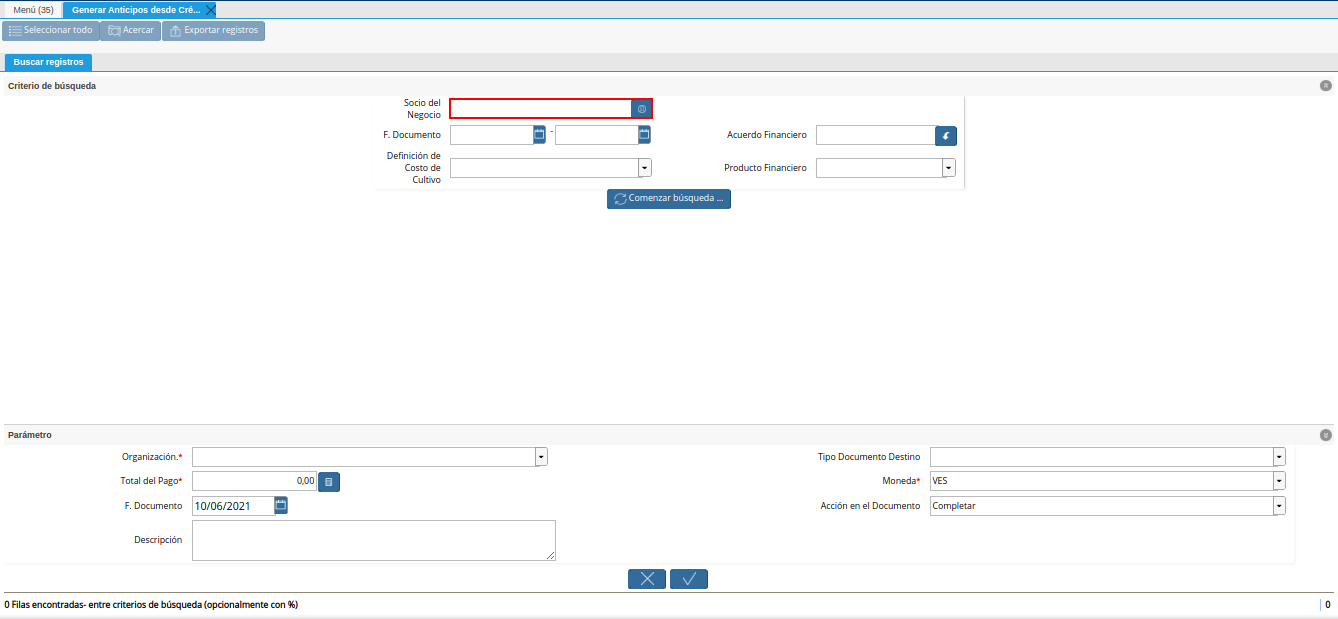 Menú (35)
Generar Anticipos desde Cré...
Seleccionar todo
Acercar
Exportar registros
Buscar registros
Criterio de búsqueda
Socio del
Negocio
F. Documento
-
Acuerdo Financiero
Definición de
Costo de
Cultivo
Producto Financiero
Comenzar búsqueda ...
Parámetro
Organización.*
Tipo Documento Destino
Total del Pago*
0,00
Moneda*
VES
F. Documento
10/06/2021
Acción en el Documento
Completar
Descripción
0 Filas encontradas- entre criterios de búsqueda (opcionalmente con %)
0